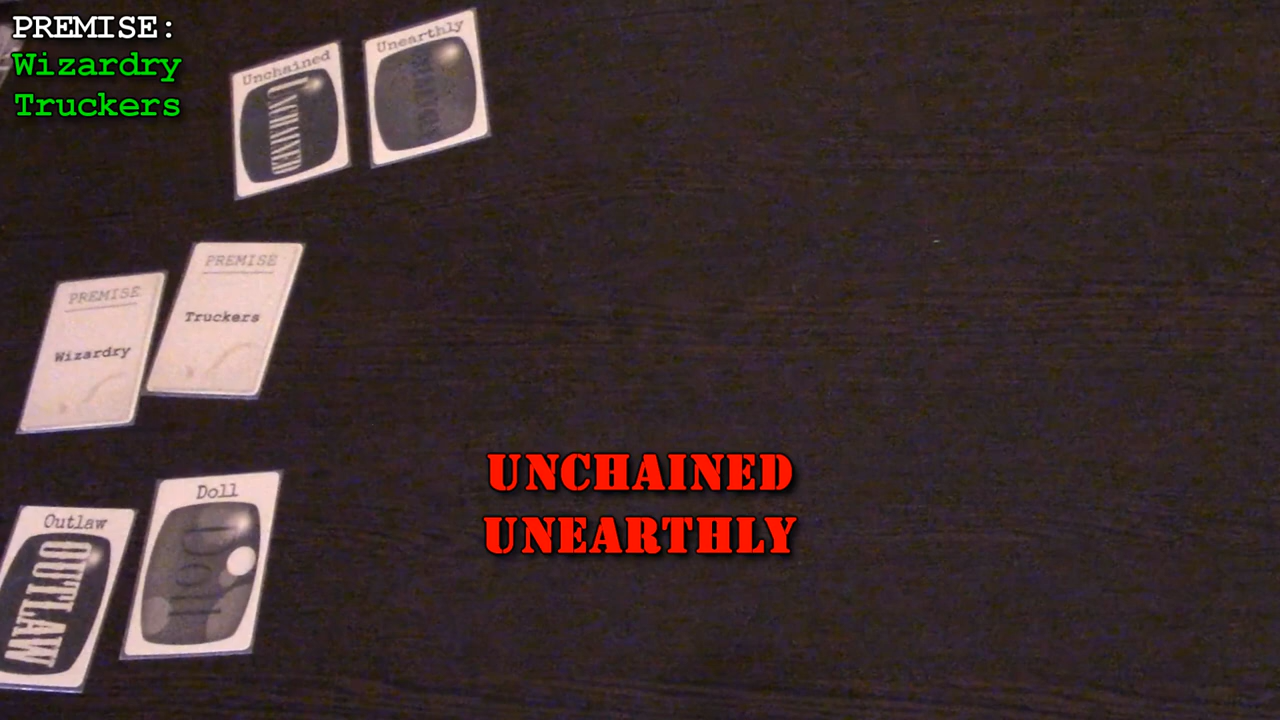 PREMISE:
Wizardry
Truckers
Unchained
UNCHAINED
Unearthly
PREMISE
Wizardry
PREMISE
Truckers
UNCHAINED
UNEARTHLY
Outlaw
OUTLAW
Doll
Doll